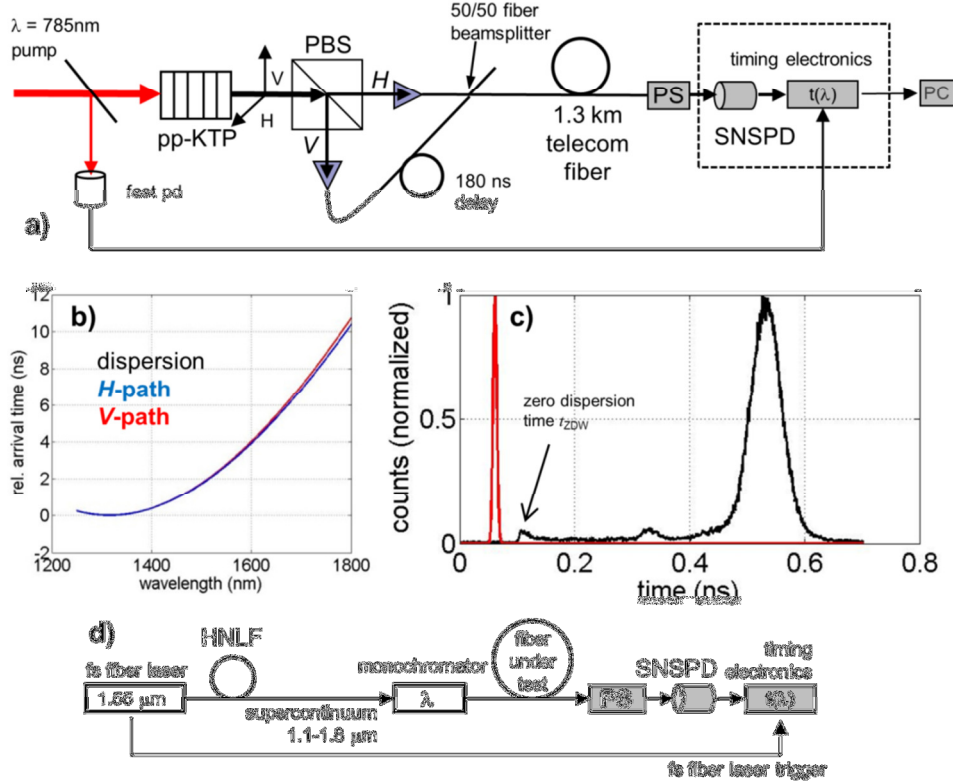 λ = 785nm
pump
50/50 fiber
beamsplitter
PBS
H
V
H
V
pp-KTP
fast pd
180 ns
delay
1.3 km
telecom
fiber
PS
SNSPD
timing electronics
t(λ)
PC
a)
b)
12
10
8
6
4
2
0
-2
1200
1400
1600
1800
rel. arrival time (ns)
wavelength (nm)
dispersion
H-path
V-path
c)
1
0.5
0
0
0.2
0.4
0.6
0.8
counts (normalized)
time (ns)
zero dispersion
time tZDW
d)
fs fiber laser
1.55 μm
HNLF
supercontinuum
1.1-1.8 μm
monochromator
λ
fiber
under
test
PS
SNSPD
timing
electronics
t(λ)
fs fiber laser trigger